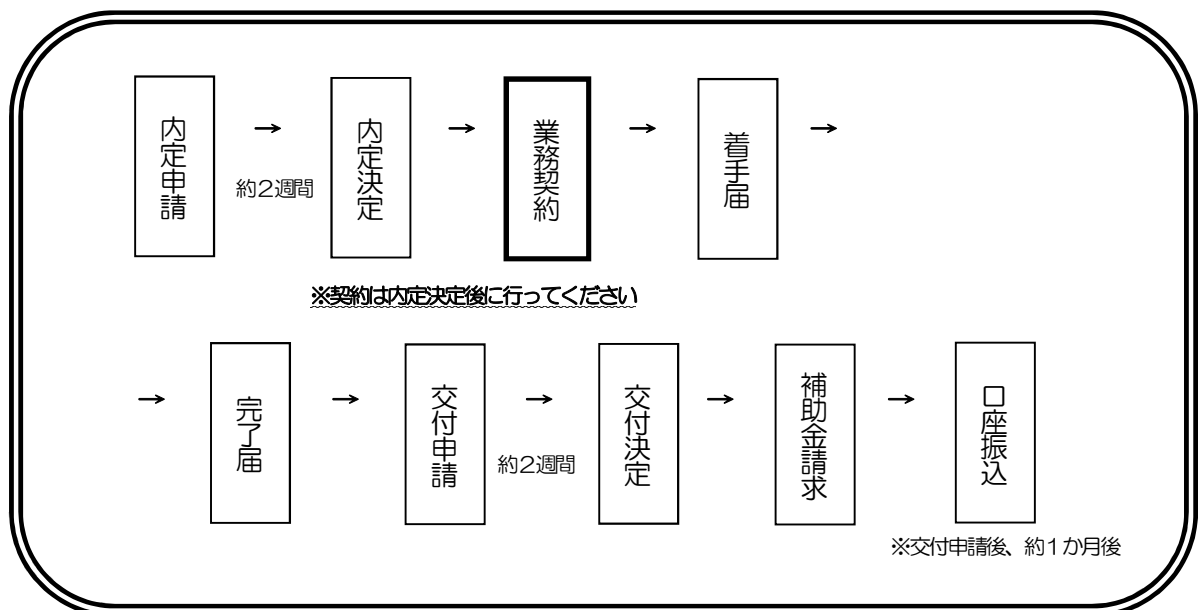 内定申請
→
約2週間
内定決定
→
業務契約
→
着手届
→
※契約は内定決定後に行ってください
→
完了届
→
交付申請
→
約2週間
交付決定
→
補助金請求
→
口座振込
※交付申請後、約1か月後